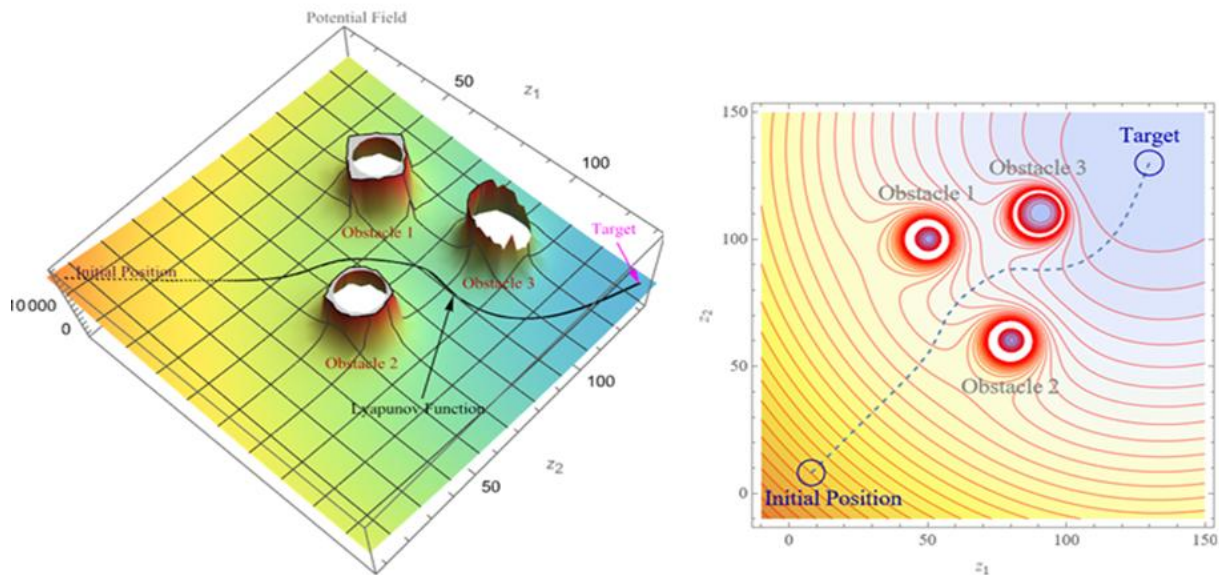 Potential Field
50
z1
100
Obstacle 1
Target
Initial Position
Obstacle 3
10 000
0
Obstacle 2
100
Lyapunov Function
z2
50
150
Target
Obstacle 3
Obstacle 1
100
z2
50
Obstacle 2
0
Initial Position
0
50
100
150
z1